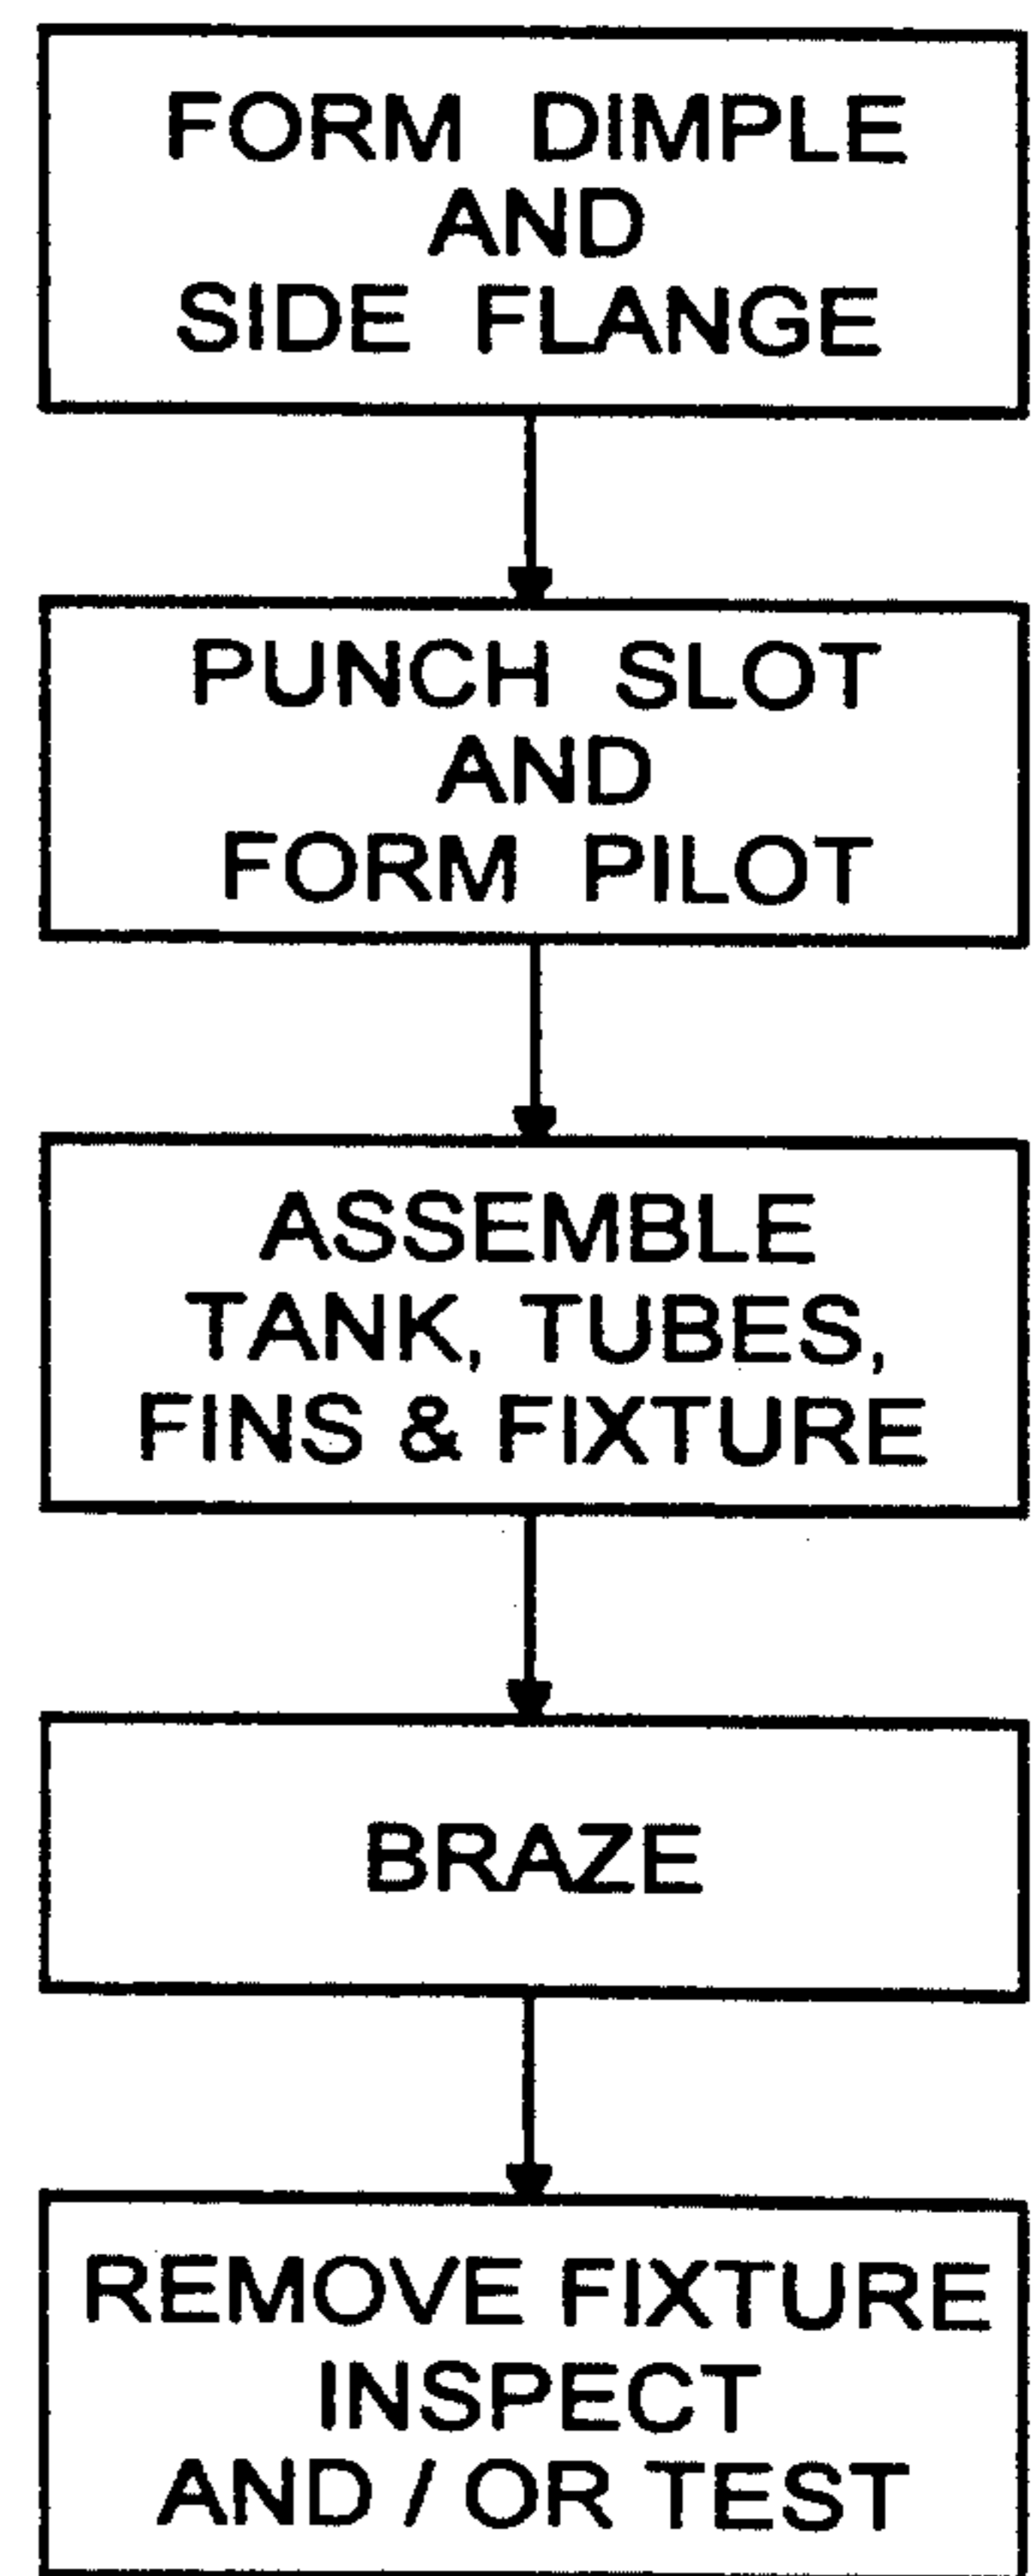 FORM DIMPLE
AND
SIDE FLANGE
PUNCH SLOT
AND
FORM PILOT
ASSEMBLE
TANK, TUBES,
FINS & FIXTURE
BRAZE
REMOVE FIXTURE
INSPECT
AND / OR TEST